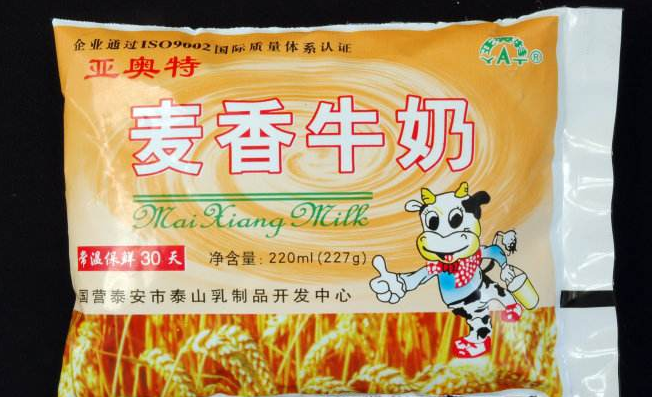 企业通过ISO9002国际质量体系认证
亚奥特
A
®
麦香牛奶
Mai Xiang Milk
常温保鲜30天
净含量: 220ml (227g)
国营泰安市泰山乳制品开发中心